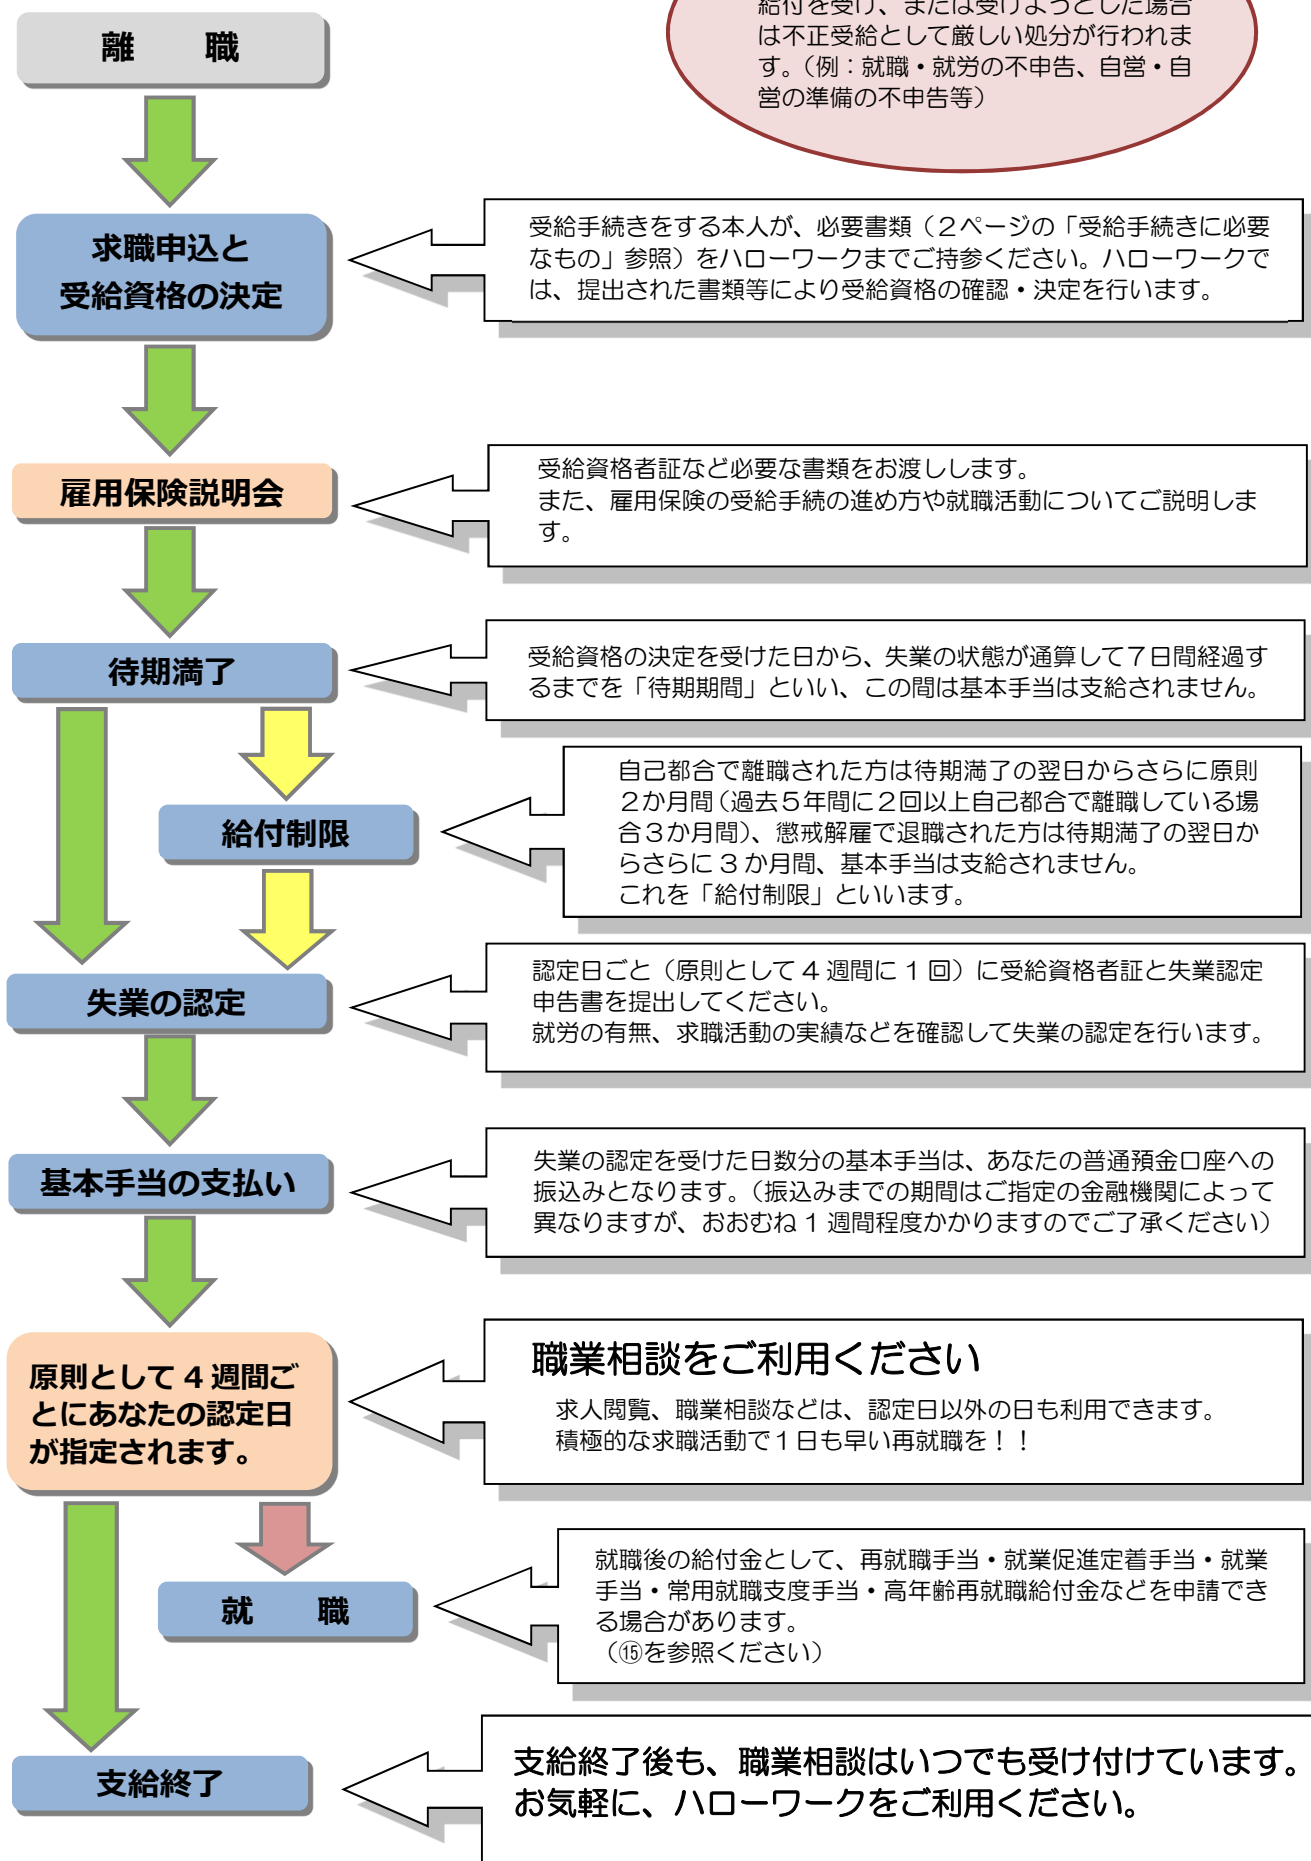 給付を受け、または受けようとした場合
は不正受給として厳しい処分が行われま
す。（例：就職・就労の不申告、自営・自
営の準備の不申告等）
離　職
求職申込と
受給資格の決定
受給手続きをする本人が、必要書類（２ページの「受給手続きに必要
なもの」参照）をハローワークまでご持参ください。ハローワークで
は、提出された書類等により受給資格の確認・決定を行います。
雇用保険説明会
受給資格者証など必要な書類をお渡しします。
また、雇用保険の受給手続の進め方や就職活動についてご説明しま
す。
待期満了
受給資格の決定を受けた日から、失業の状態が通算して７日間経過す
るまでを「待期期間」といい、この間は基本手当は支給されません。
給付制限
自己都合で離職された方は待期満了の翌日からさらに原則
２か月間（過去５年間に２回以上自己都合で離職している場
合３か月間）、懲戒解雇で退職された方は待期満了の翌日か
らさらに 3 か月間、基本手当は支給されません。
これを「給付制限」といいます。
失業の認定
認定日ごと（原則として 4 週間に 1 回）に受給資格者証と失業認定
申告書を提出してください。
就労の有無、求職活動の実績などを確認して失業の認定を行います。
基本手当の支払い
失業の認定を受けた日数分の基本手当は、あなたの普通預金口座への
振込みとなります。（振込みまでの期間はご指定の金融機関によって
異なりますが、おおむね 1 週間程度かかりますのでご了承ください）
原則として 4 週間ご
とにあなたの認定日
が指定されます。
職業相談をご利用ください
求人閲覧、職業相談などは、認定日以外の日も利用できます。
積極的な求職活動で１日も早い再就職を！！
就　職
就職後の給付金として、再就職手当・就業促進定着手当・就業
手当・常用就職支度手当・高年齢再就職給付金などを申請でき
る場合があります。
（⑮を参照ください）
支給終了
支給終了後も、職業相談はいつでも受け付けています。
お気軽に、ハローワークをご利用ください。